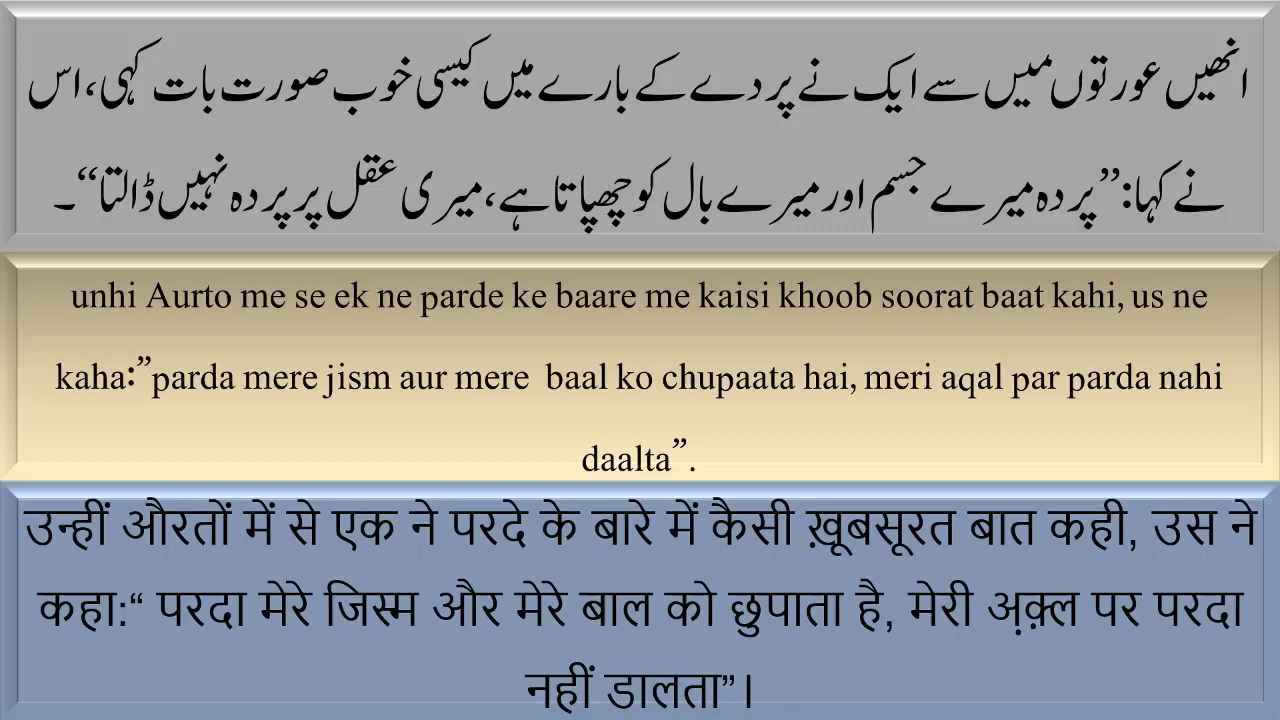 انھیں عورتوں میں سے ایک نے پردے کے بارے میں کیسی خوب صورت بات کہی، اس
نے کہا: ”پردہ میرے جسم اور میرے بال کو چھپاتا ہے، میری عقل پر پردہ نہیں ڈالتا“۔
unhi Aurto me se ek ne parde ke baare me kaisi khoob soorat baat kahi, us ne
kaha:”parda mere jism aur mere  baal ko chupaata hai, meri aqal par parda nahi
daalta”.
उन्हीं औरतों में से एक ने परदे के बारे में कैसी ख़ूबसूरत बात कही, उस ने
कहा:“ परदा मेरे जिस्म और मेरे बाल को छुपाता है, मेरी अ़क़्ल पर परदा
नहीं डालता”।